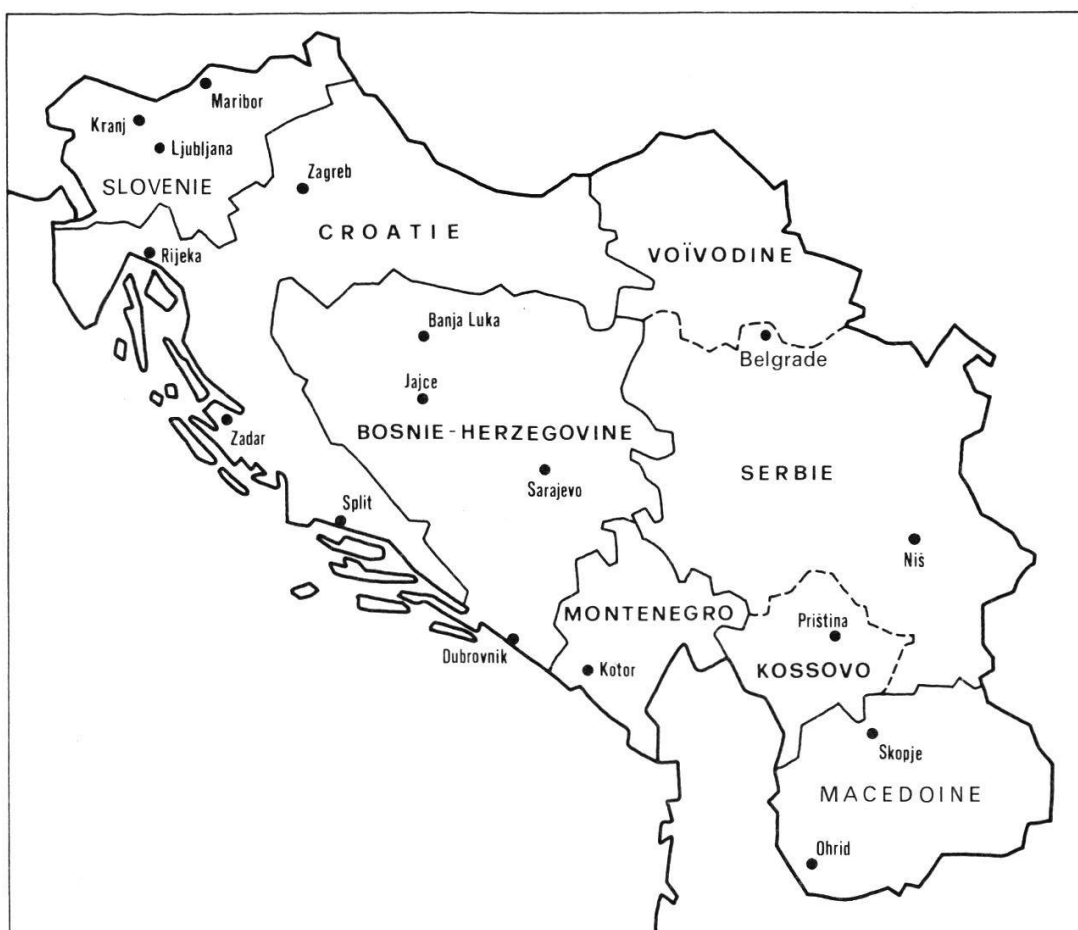 Maribor
Kranj
Ljubljana
SLOVENIE
Zagreb
CROATIE
Rijeka
VOÏVODINE
Banja Luka
Belgrade
Jajce
BOSNIE-HERZEGOVINE
Zadar
Sarajevo
SERBIE
Split
Niš
MONTENEGRO
Priština
Dubrovnik
Kotor
KOSSOVO
Skopje
MACEDOINE
Ohrid